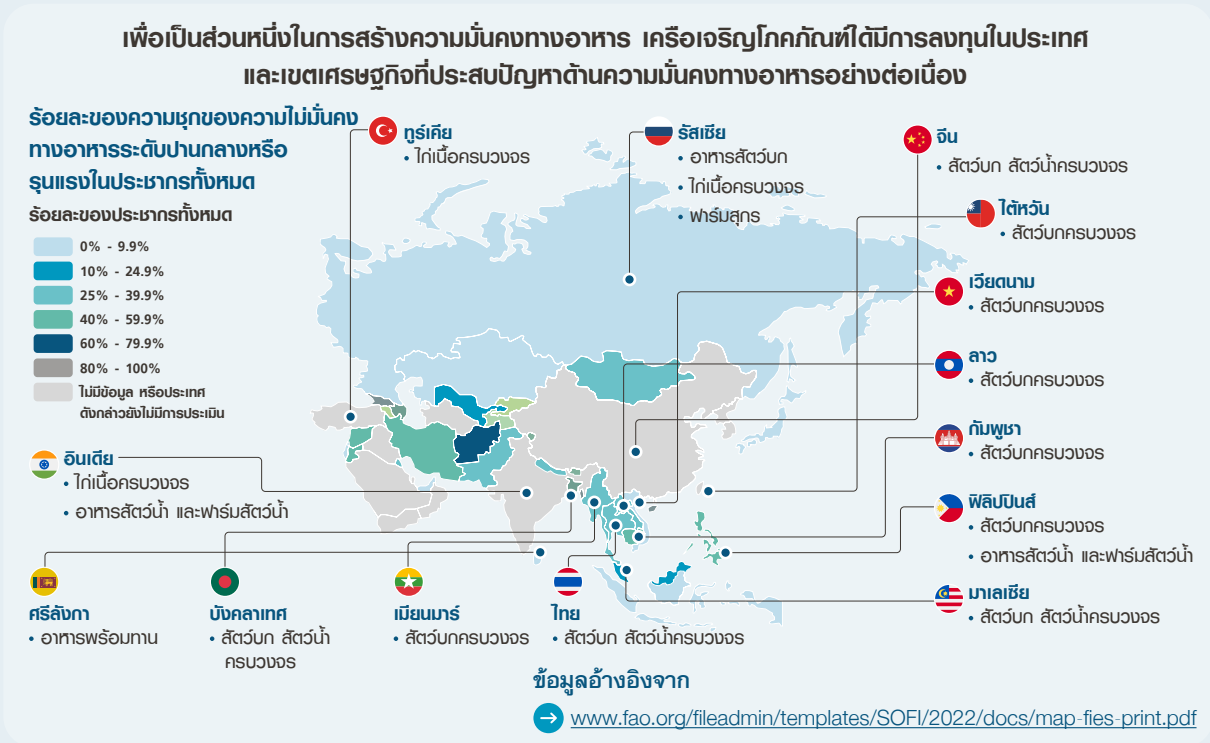 เพื่อเป็นส่วนหนึ่งในการสร้างความมั่นคงทางอาหาร เครือเจริญโภคภัณฑ์ได้มีการลงทุนในประเทศ
และเขตเศรษฐกิจที่ประสบปัญหาด้านความมั่นคงทางอาหารอย่างต่อเนื่อง
ร้อยละของความชุกของความไม่มั่นคง
ทางอาหารระดับปานกลางหรือ
รุนแรงในประชากรทั้งหมด
ร้อยละของประชากรทั้งหมด
0% - 9.9%
10% - 24.9%
25% - 39.9%
40% - 59.9%
60% - 79.9%
80% - 100%
ไม่มีข้อมูล หรือประเทศ
ดังกล่าวยังไม่มีการประเมิน
ทูร์เคีย
• ไก่เนื้อครบวงจร
รัสเซีย
• อาหารสัตว์บก
• ไก่เนื้อครบวงจร
• ฟาร์มสุกร
จีน
• สัตว์บก สัตว์น้ำครบวงจร
ไต้หวัน
• สัตว์บกครบวงจร
เวียดนาม
• สัตว์บกครบวงจร
ลาว
• สัตว์บกครบวงจร
กัมพูชา
• สัตว์บกครบวงจร
ฟิลิปปินส์
• สัตว์บกครบวงจร
• อาหารสัตว์น้ำ และฟาร์มสัตว์น้ำ
มาเลเซีย
• สัตว์บก สัตว์น้ำครบวงจร
อินเดีย
• ไก่เนื้อครบวงจร
• อาหารสัตว์น้ำ และฟาร์มสัตว์น้ำ
ศรีลังกา
• อาหารพร้อมทาน
บังคลาเทศ
• สัตว์บก สัตว์น้ำ
ครบวงจร
เมียนมาร์
• สัตว์บกครบวงจร
ไทย
• สัตว์บก สัตว์น้ำครบวงจร
ข้อมูลอ้างอิงจาก
www.fao.org/fileadmin/templates/SOFI/2022/docs/map-fies-print.pdf